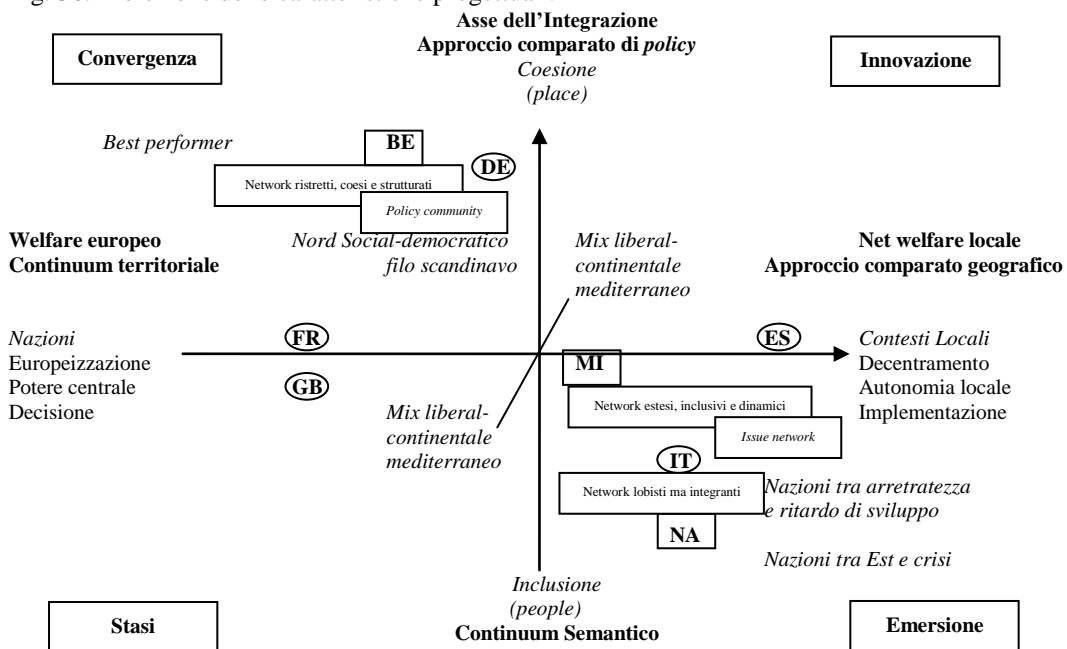 delle caratteristiche progettuali.
Asse dell'Integrazione
Approccio comparato di policy
Coesione
(place)
Convergenza
Innovazione
Best performer
BE
DE
Network ristretti, coesi e strutturati
Policy community
Welfare europeo
Continuum territoriale
Nord Social-democratico
filo scandinavo
Mix liberal-
continentale
mediterraneo
Net welfare locale
Approccio comparato geografico
Nazioni
Europeizzazione
Potere centrale
Decisione
FR
GB
ES
MI
Contesti Locali
Decentramento
Autonomia locale
Implementazione
Mix liberal-
continentale
mediterraneo
Network estesi, inclusivi e dinamici
Issue network
IT
Network lobisti ma integranti
NA
Nazioni tra arretratezza
e ritardo di sviluppo
Nazioni tra Est e crisi
Inclusione
(people)
Continuum Semantico
Stasi
Emersione